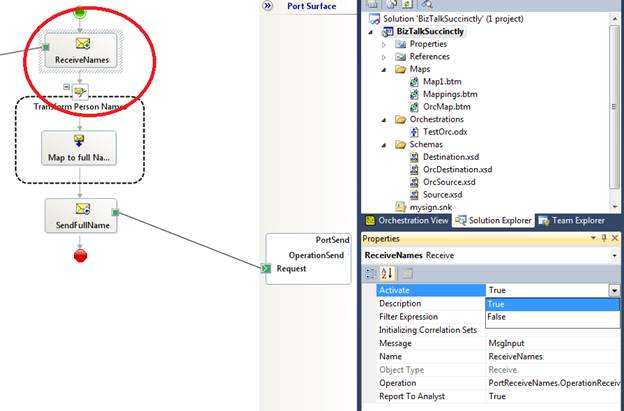 ReceiveNames
Transform Person Names
Map to full Na...
SendFullName
Port Surface
PortSend
OperationSend
Request
Solution 'BizTalkSuccinctly' (1 project)
BizTalkSuccinctly
Properties
References
Maps
Map1.btm
Mappings.btm
OrcMap.btm
Orchestrations
TestOrc.odx
Schemas
Destination.xsd
OrcDestination.xsd
OrcSource.xsd
Source.xsd
mysign.snk
Orchestration View Solution Explorer Team Explorer
Properties
ReceiveNames Receive
Activate True
Description True
Filter Expression False
Initializing Correlation Sets
Message MsgInput
Name ReceiveNames
Object Type Receive
Operation PortReceiveNames.OperationReceiv
Report To Analyst True